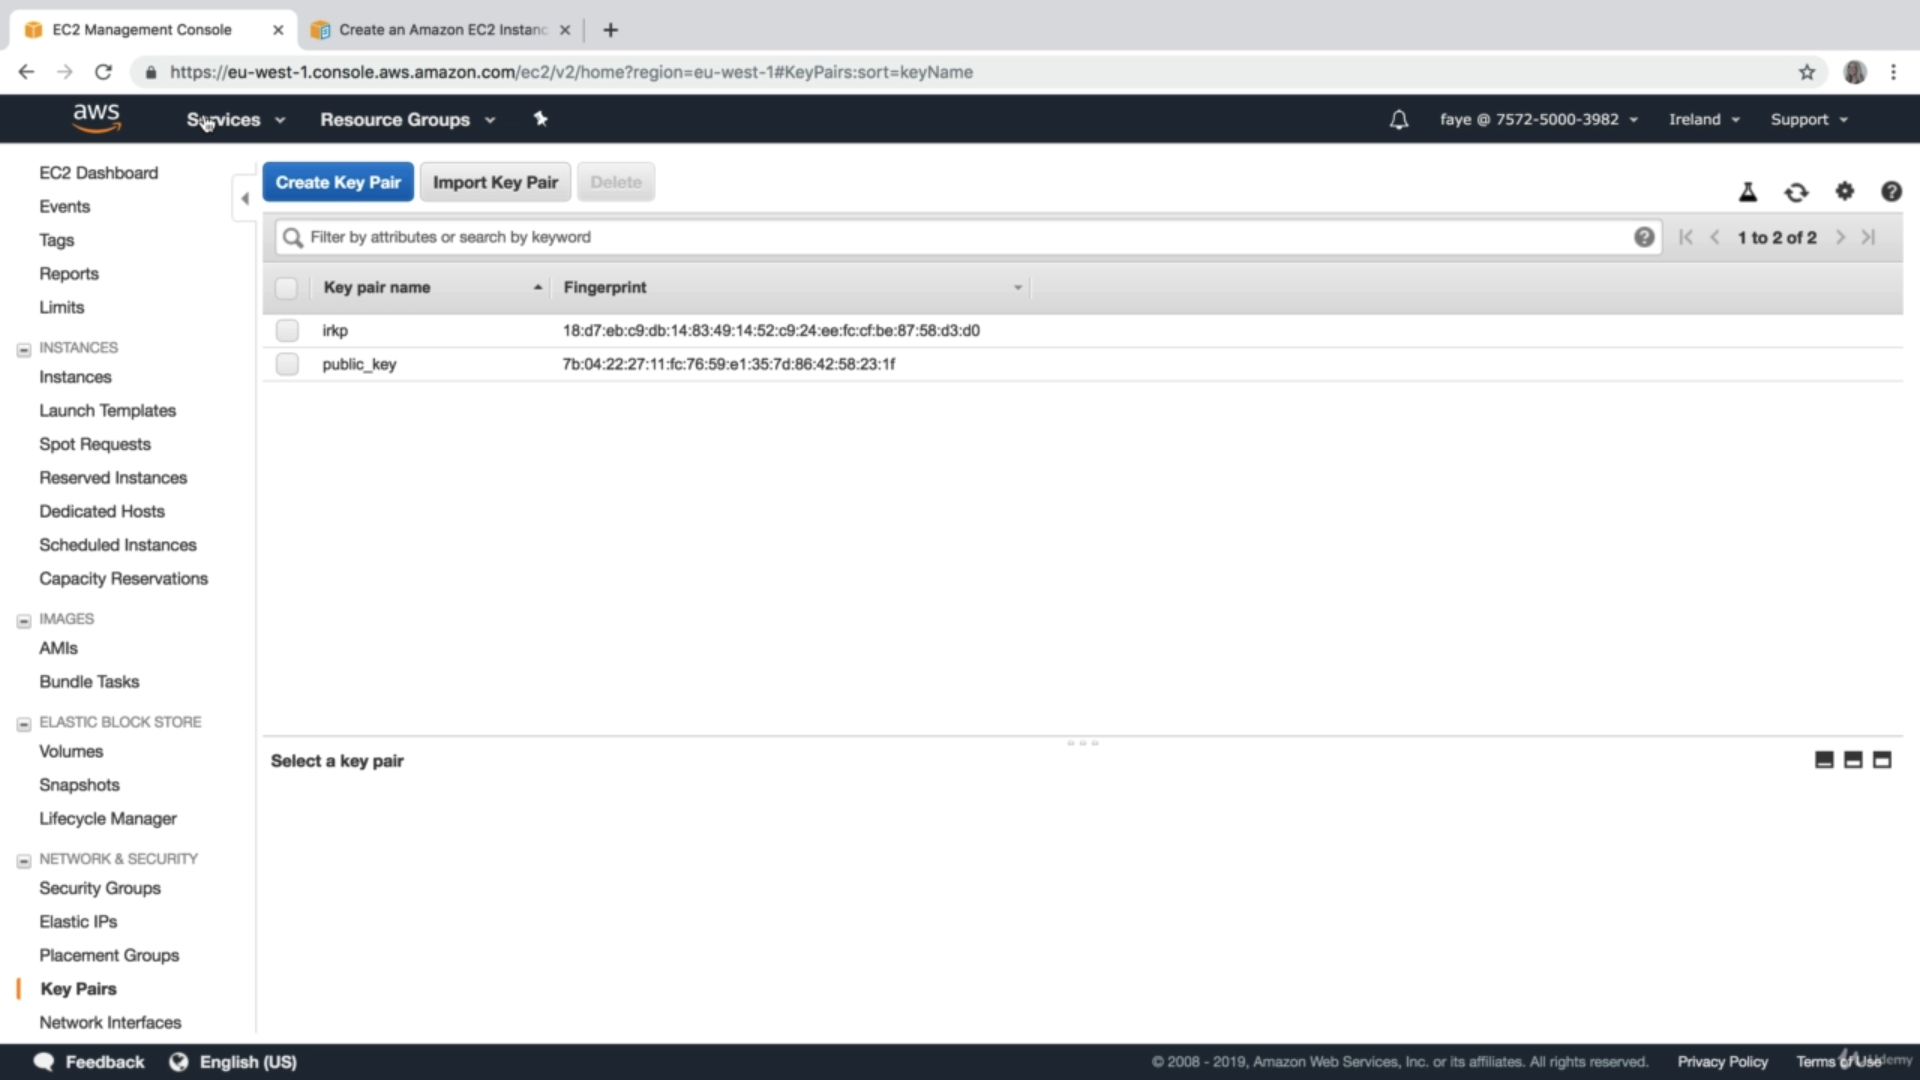 EC2 Management Console
Create an Amazon EC2 Instanc
https://eu-west-1.console.aws.amazon.com/ec2/v2/home?region=eu-west-1#KeyPairs:sort=keyName
aws
Services
Resource Groups
faye @ 7572-5000-3982
Ireland
Support
EC2 Dashboard
Events
Tags
Reports
Limits
INSTANCES
Instances
Launch Templates
Spot Requests
Reserved Instances
Dedicated Hosts
Scheduled Instances
Capacity Reservations
IMAGES
AMIs
Bundle Tasks
ELASTIC BLOCK STORE
Volumes
Snapshots
Lifecycle Manager
NETWORK & SECURITY
Security Groups
Elastic IPs
Placement Groups
Key Pairs
Network Interfaces
Create Key Pair
Import Key Pair
Delete
Filter by attributes or search by keyword
1 to 2 of 2
Key pair name
Fingerprint
irkp
18:d7:eb:c9:db:14:83:49:14:52:c9:24:ee:fc:cf:be:87:58:d3:d0
public_key
7b:04:22:27:11:fc:76:59:e1:35:7d:86:42:58:23:1f
Select a key pair
Feedback
English (US)
© 2008 - 2019, Amazon Web Services, Inc. or its affiliates. All rights reserved.
Privacy Policy
Terms of Use
Udemy